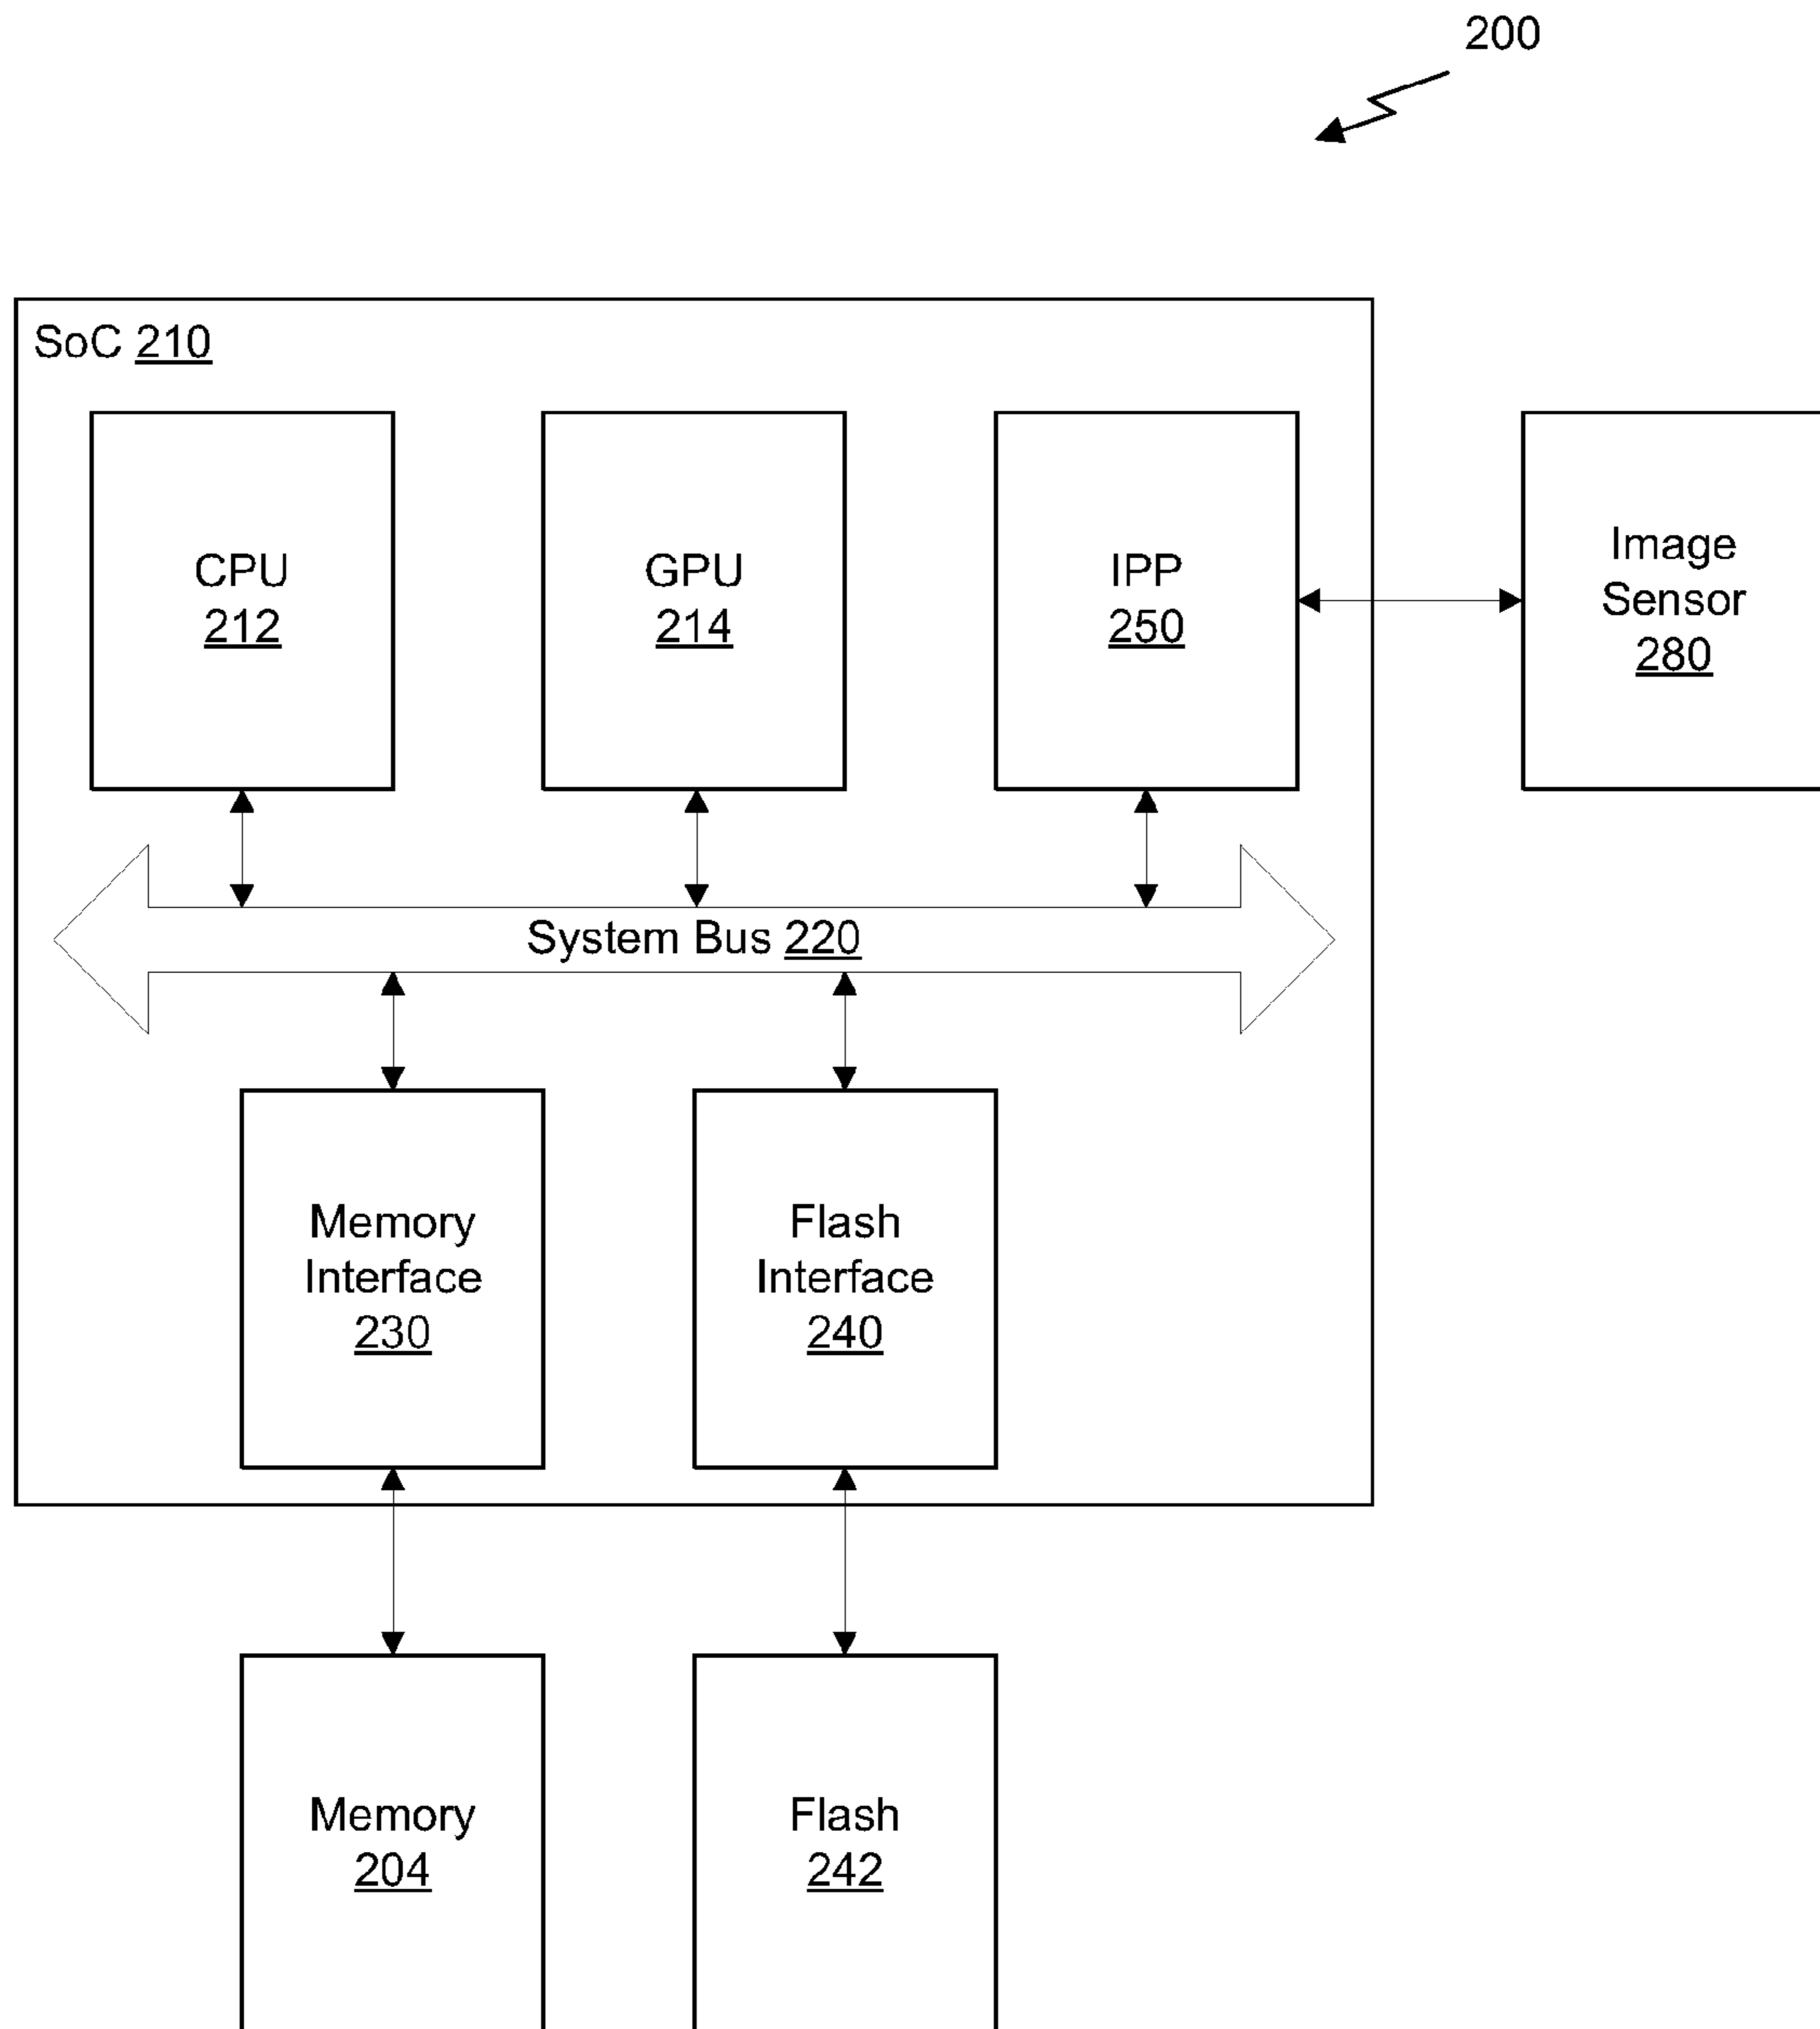 200
SoC 210
CPU
212
GPU
214
IPP
250
Image
Sensor
280
System Bus 220
Memory
Interface
230
Flash
Interface
240
Memory
204
Flash
242